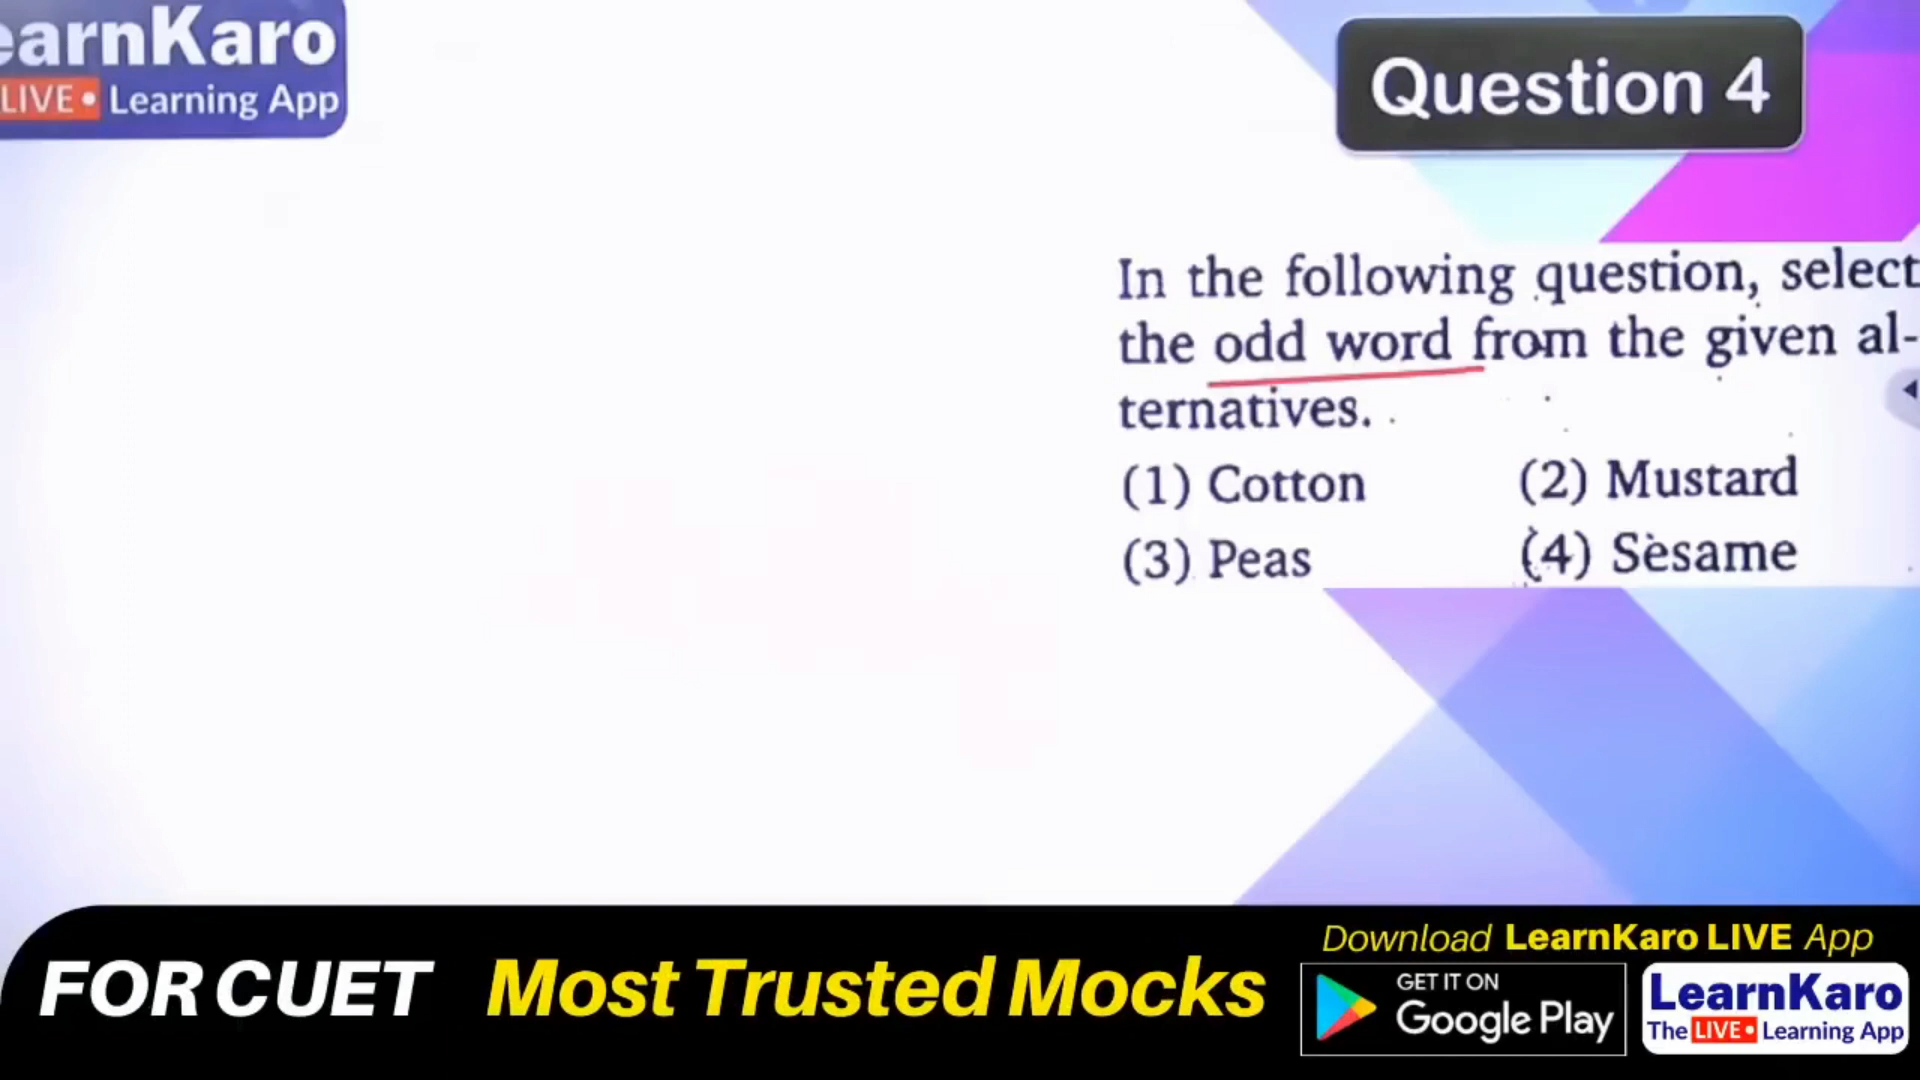 earnKaro
LIVE • Learning App
Question 4
In the following question, select
the odd word from the given al-
ternatives.
(1) Cotton (2) Mustard
(3) Peas (4) Sesame
FOR CUET Most Trusted Mocks
Download LearnKaro LIVE App
GET IT ON
Google Play
LearnKaro
The LIVE • Learning App